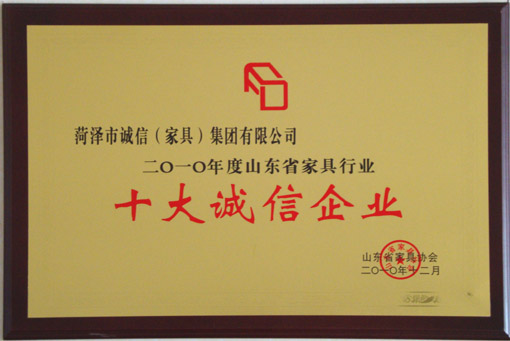 菏泽市诚信（家具）集团有限公司
二〇一〇年度山东省家具行业
十大诚信企业
山东省家具协会
二〇一〇年十二月